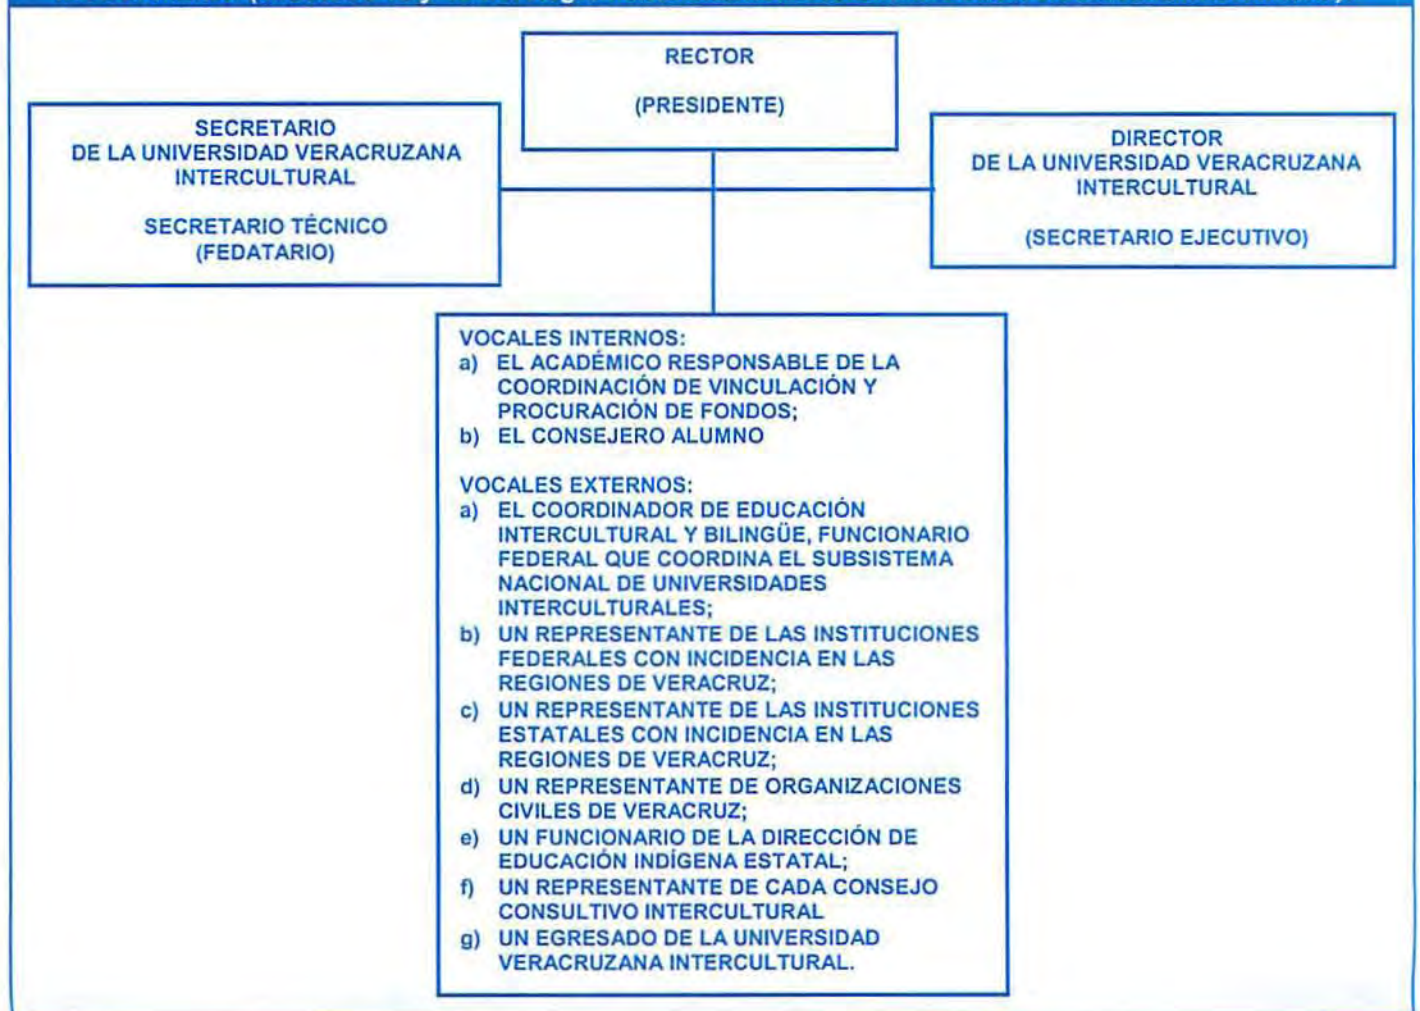 RECTOR
(PRESIDENTE)
SECRETARIO
DE LA UNIVERSIDAD VERACRUZANA
INTERCULTURAL
SECRETARIO TÉCNICO
(FEDATARIO)
DIRECTOR
DE LA UNIVERSIDAD VERACRUZANA
INTERCULTURAL
(SECRETARIO EJECUTIVO)
VOCALES INTERNOS:
a) EL ACADÉMICO RESPONSABLE DE LA
COORDINACIÓN DE VINCULACIÓN Y
PROCURACIÓN DE FONDOS;
b) EL CONSEJERO ALUMNO
VOCALES EXTERNOS:
a) EL COORDINADOR DE EDUCACIÓN
INTERCULTURAL Y BILINGÜE, FUNCIONARIO
FEDERAL QUE COORDINA EL SUBSISTEMA
NACIONAL DE UNIVERSIDADES
INTERCULTURALES;
b) UN REPRESENTANTE DE LAS INSTITUCIONES
FEDERALES CON INCIDENCIA EN LAS
REGIONES DE VERACRUZ;
c) UN REPRESENTANTE DE LAS INSTITUCIONES
ESTATALES CON INCIDENCIA EN LAS
REGIONES DE VERACRUZ;
d) UN REPRESENTANTE DE ORGANIZACIONES
CIVILES DE VERACRUZ;
e) UN FUNCIONARIO DE LA DIRECCIÓN DE
EDUCACIÓN INDÍGENA ESTATAL;
f) UN REPRESENTANTE DE CADA CONSEJO
CONSULTIVO INTERCULTURAL
g) UN EGRESADO DE LA UNIVERSIDAD
VERACRUZANA INTERCULTURAL.